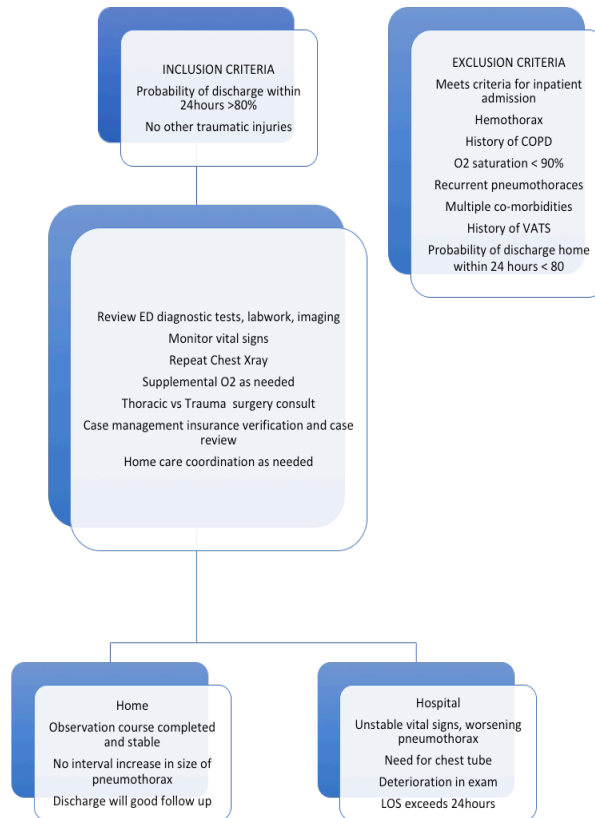 INCLUSION CRITERIA
Probability of discharge within
24hours >80%
No other traumatic injuries
EXCLUSION CRITERIA
Meets criteria for inpatient
admission
Hemothorax
History of COPD
O2 saturation < 90%
Recurrent pneumothoraces
Multiple co-morbidities
History of VATS
Probability of discharge home
within 24 hours < 80
Review ED diagnostic tests, labwork, imaging
Monitor vital signs
Repeat Chest Xray
Supplemental O2 as needed
Thoracic vs Trauma surgery consult
Case management insurance verification and case
review
Home care coordination as needed
Home
Observation course completed
and stable
No interval increase in size of
pneumothorax
Discharge will good follow up
Hospital
Unstable vital signs, worsening
pneumothorax
Need for chest tube
Deterioration in exam
LOS exceeds 24hours